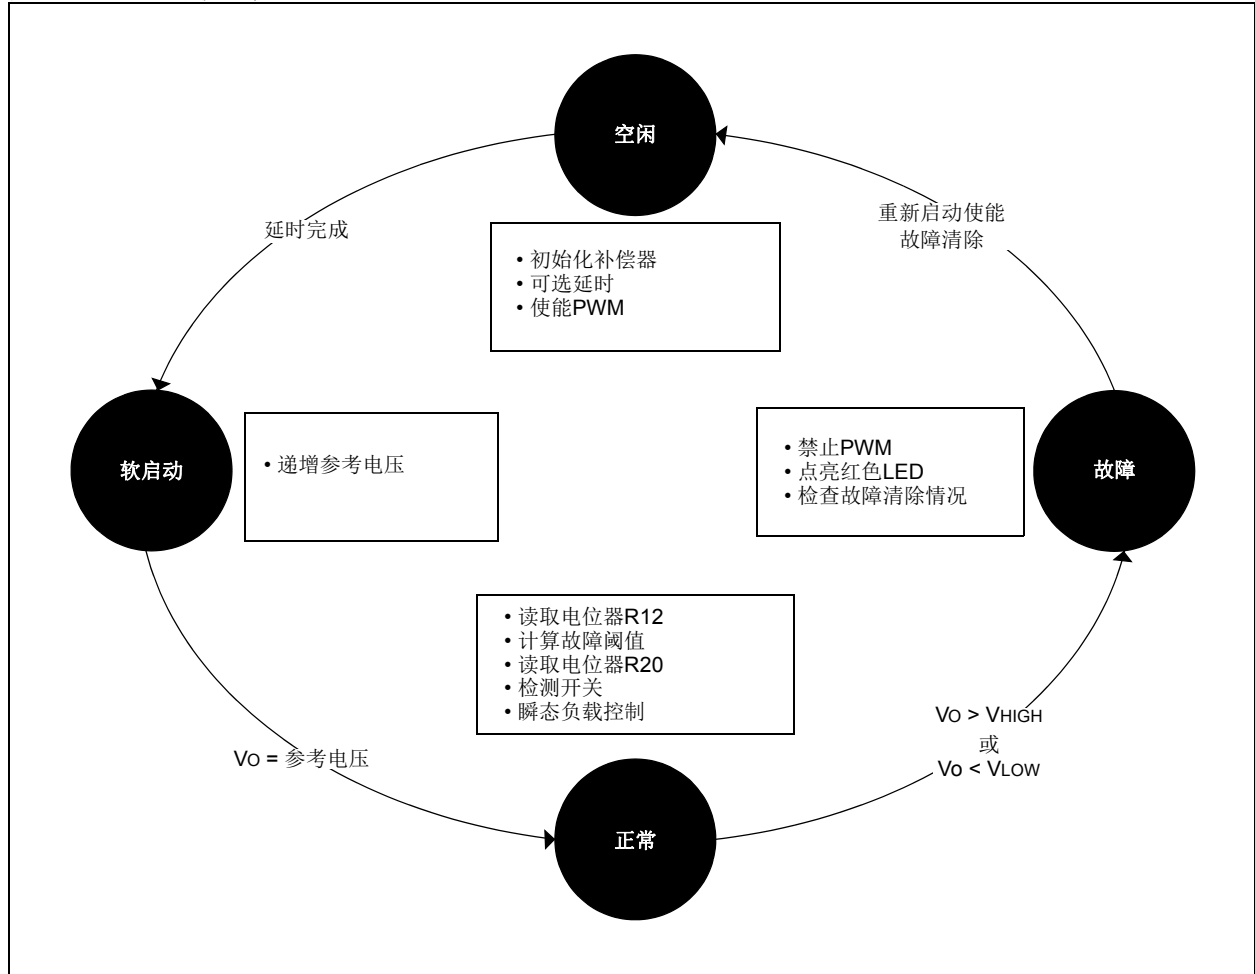 空闲
延时完成
重新启动使能
故障清除
• 初始化补偿器
• 可选延时
• 使能PWM
软启动
• 递增参考电压
• 禁止PWM
• 点亮红色LED
• 检查故障清除情况
故障
• 读取电位器R12
• 计算故障阈值
• 读取电位器R20
• 检测开关
• 瞬态负载控制
VO = 参考电压
VO > VHIGH
或
Vo < VLOW
正常